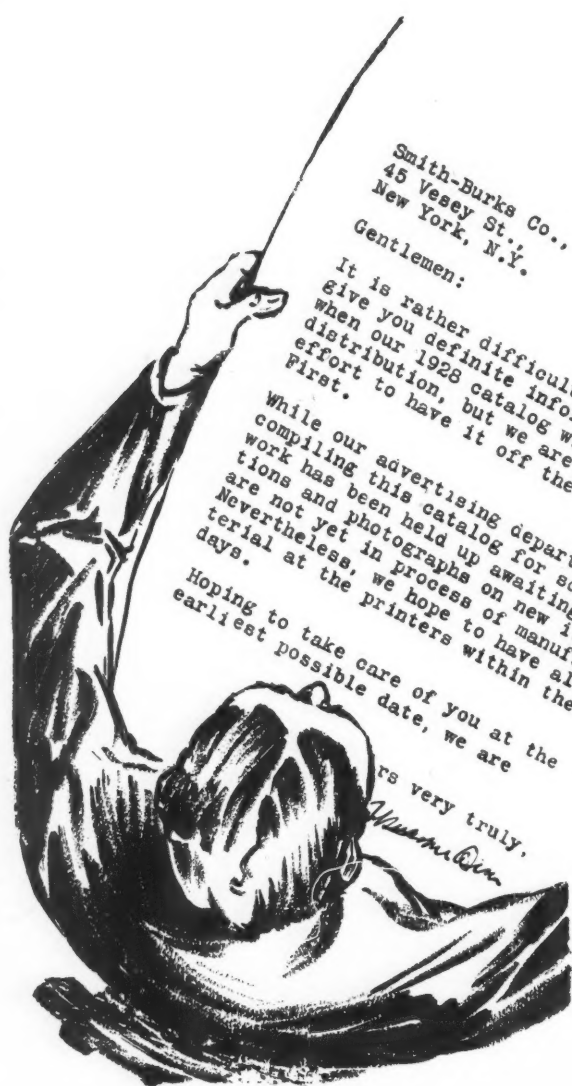 Smith-Burks Co.,
45 Vesey St.,
New York, N.Y.
Gentlemen:
It is rather difficul
give you definite infor
when our 1928 catalog w
distribution, but we are
effort to have it off the
First.
While our advertising depart
compiling this catalog for so
work has been held up awaiting
tions and photographs on new i
are not yet in process of manuf
Nevertheless, we hope to have al
terial at the printers within the
days.
Hoping to take care of you at the
earliest possible date, we are
rs very truly,